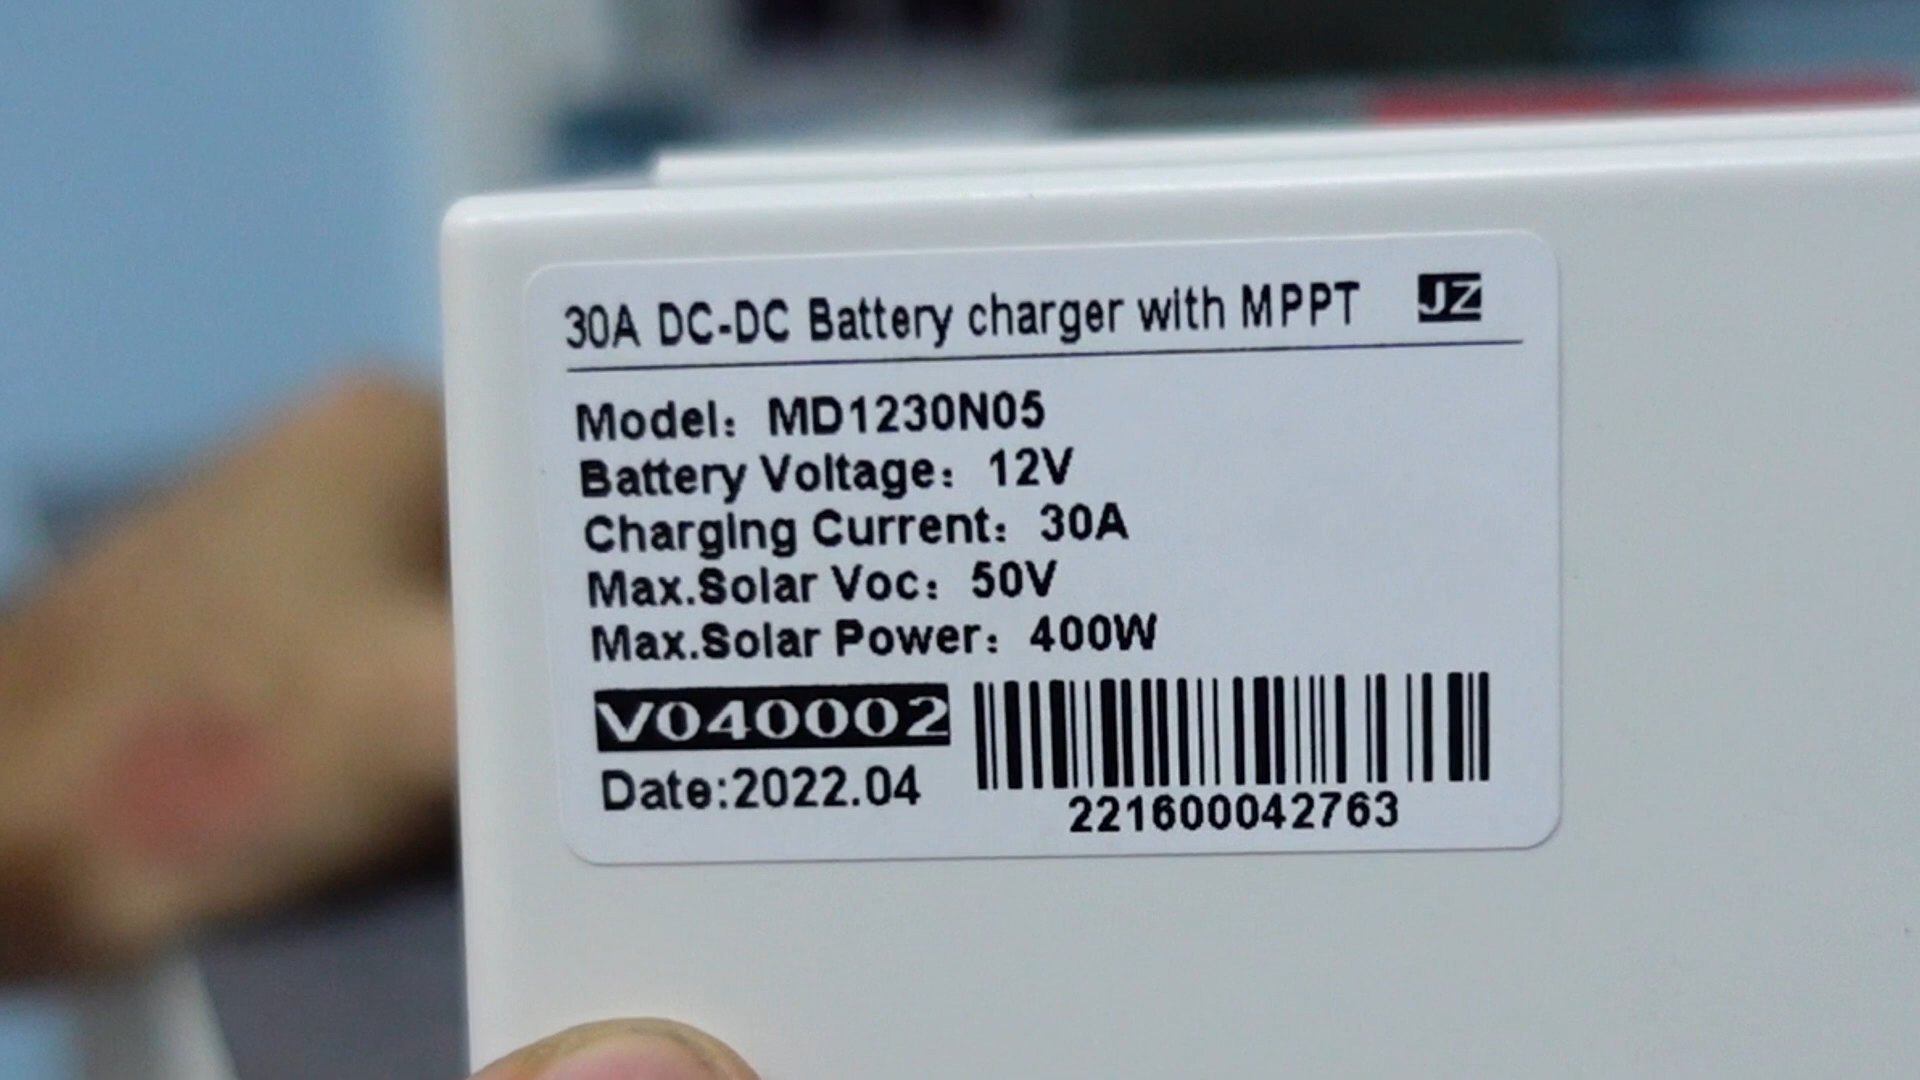 30A DC-DC Battery charger with MPPT JZ
Model: MD1230N05
Battery Voltage: 12V
Charging Current: 30A
Max.Solar Voc: 50V
Max.Solar Power: 400W
V040002
Date:2022.04
221600042763